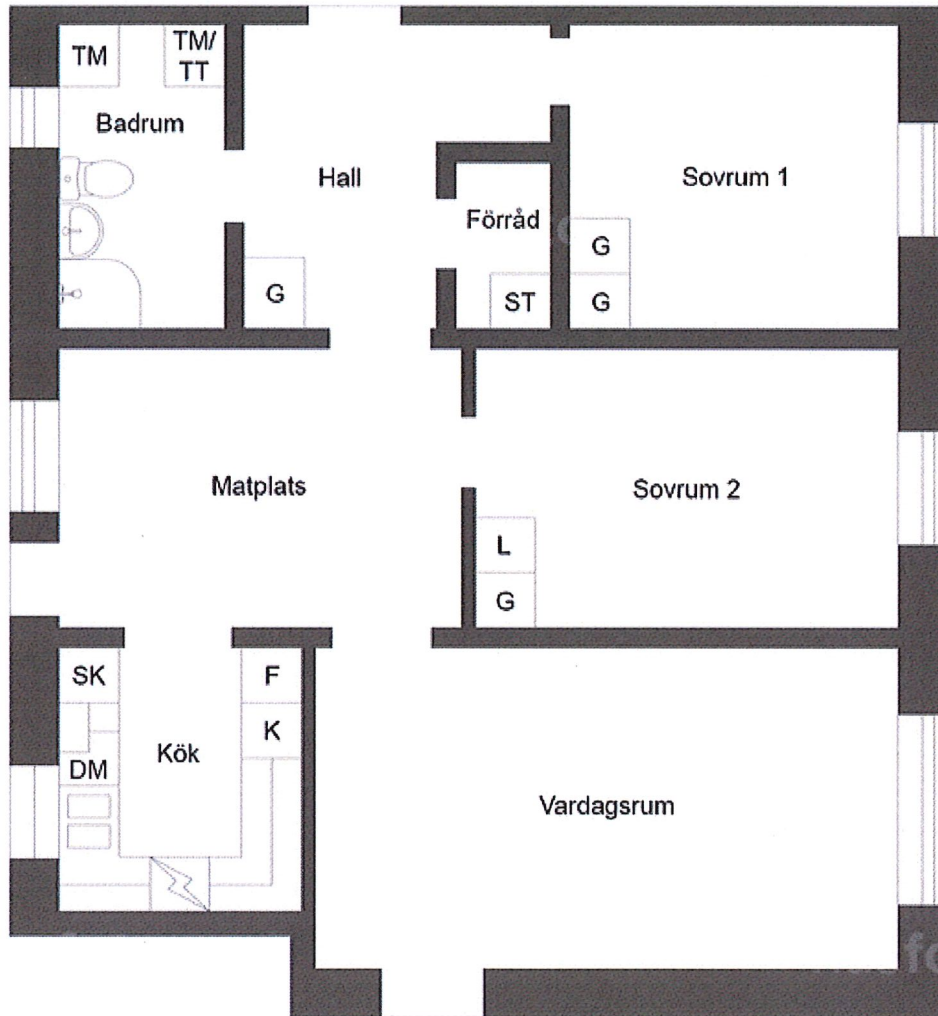 TM
TM/
TT
Badrum
Hall
Sovrum 1
Förråd
G
G
G
ST
Matplats
Sovrum 2
L
G
SK
F
K
Kök
DM
Vardagsrum